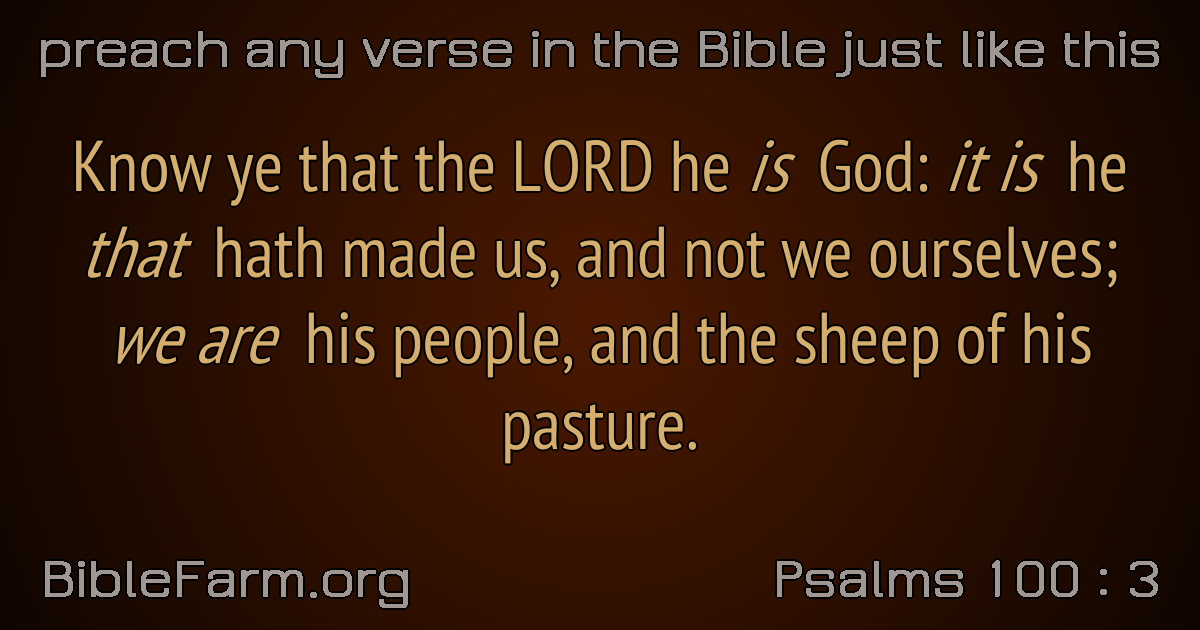 preach any verse in the Bible just like this
Know ye that the LORD he is God: it is he
that hath made us, and not we ourselves;
we are his people, and the sheep of his
pasture.
BibleFarm.org
Psalms 100 : 3